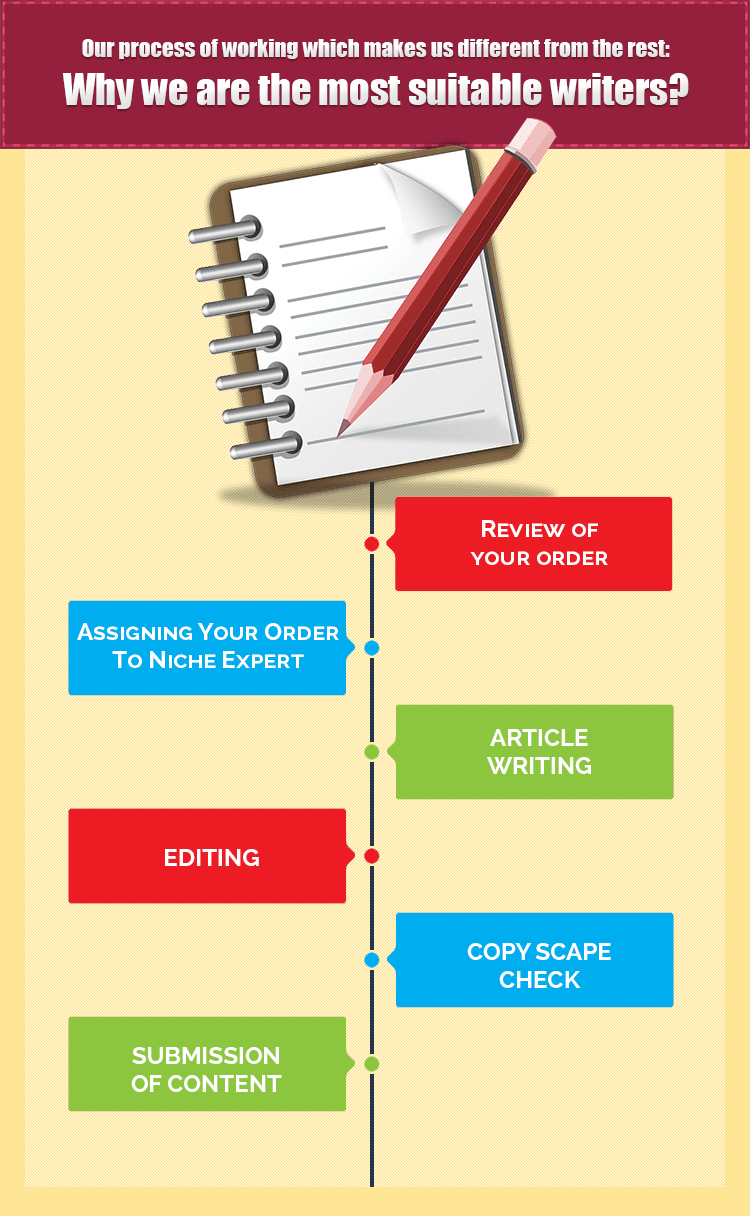 Our process of working which makes us different from the rest:
Why we are the most suitable writers?
Review of
your order
Assigning Your Order
To Niche Expert
ARTICLE
WRITING
EDITING
COPY SCAPE
CHECK
SUBMISSION
OF CONTENT